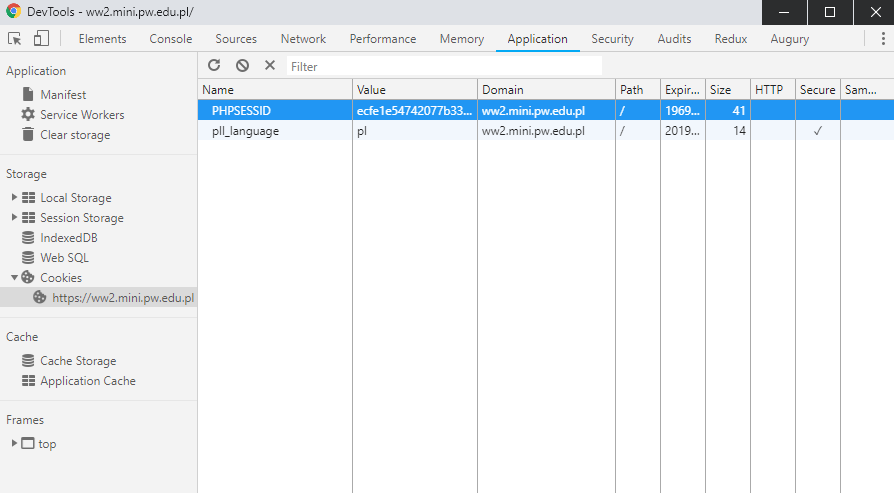 DevTools - ww2.mini.pw.edu.pl/
Elements Console Sources Network Performance Memory Application Security Audits Redux Augury
Application
Manifest
Service Workers
Clear storage
Storage
Local Storage
Session Storage
IndexedDB
Web SQL
Cookies
https://ww2.mini.pw.edu.pl
Cache
Cache Storage
Application Cache
Frames
top
Filter
Name Value Domain Path Expir... Size HTTP Secure Sam...
PHPSESSID ecfe1e54742077b33... ww2.mini.pw.edu.pl / 1969... 41
pll_language pl ww2.mini.pw.edu.pl / 2019... 14 ✓